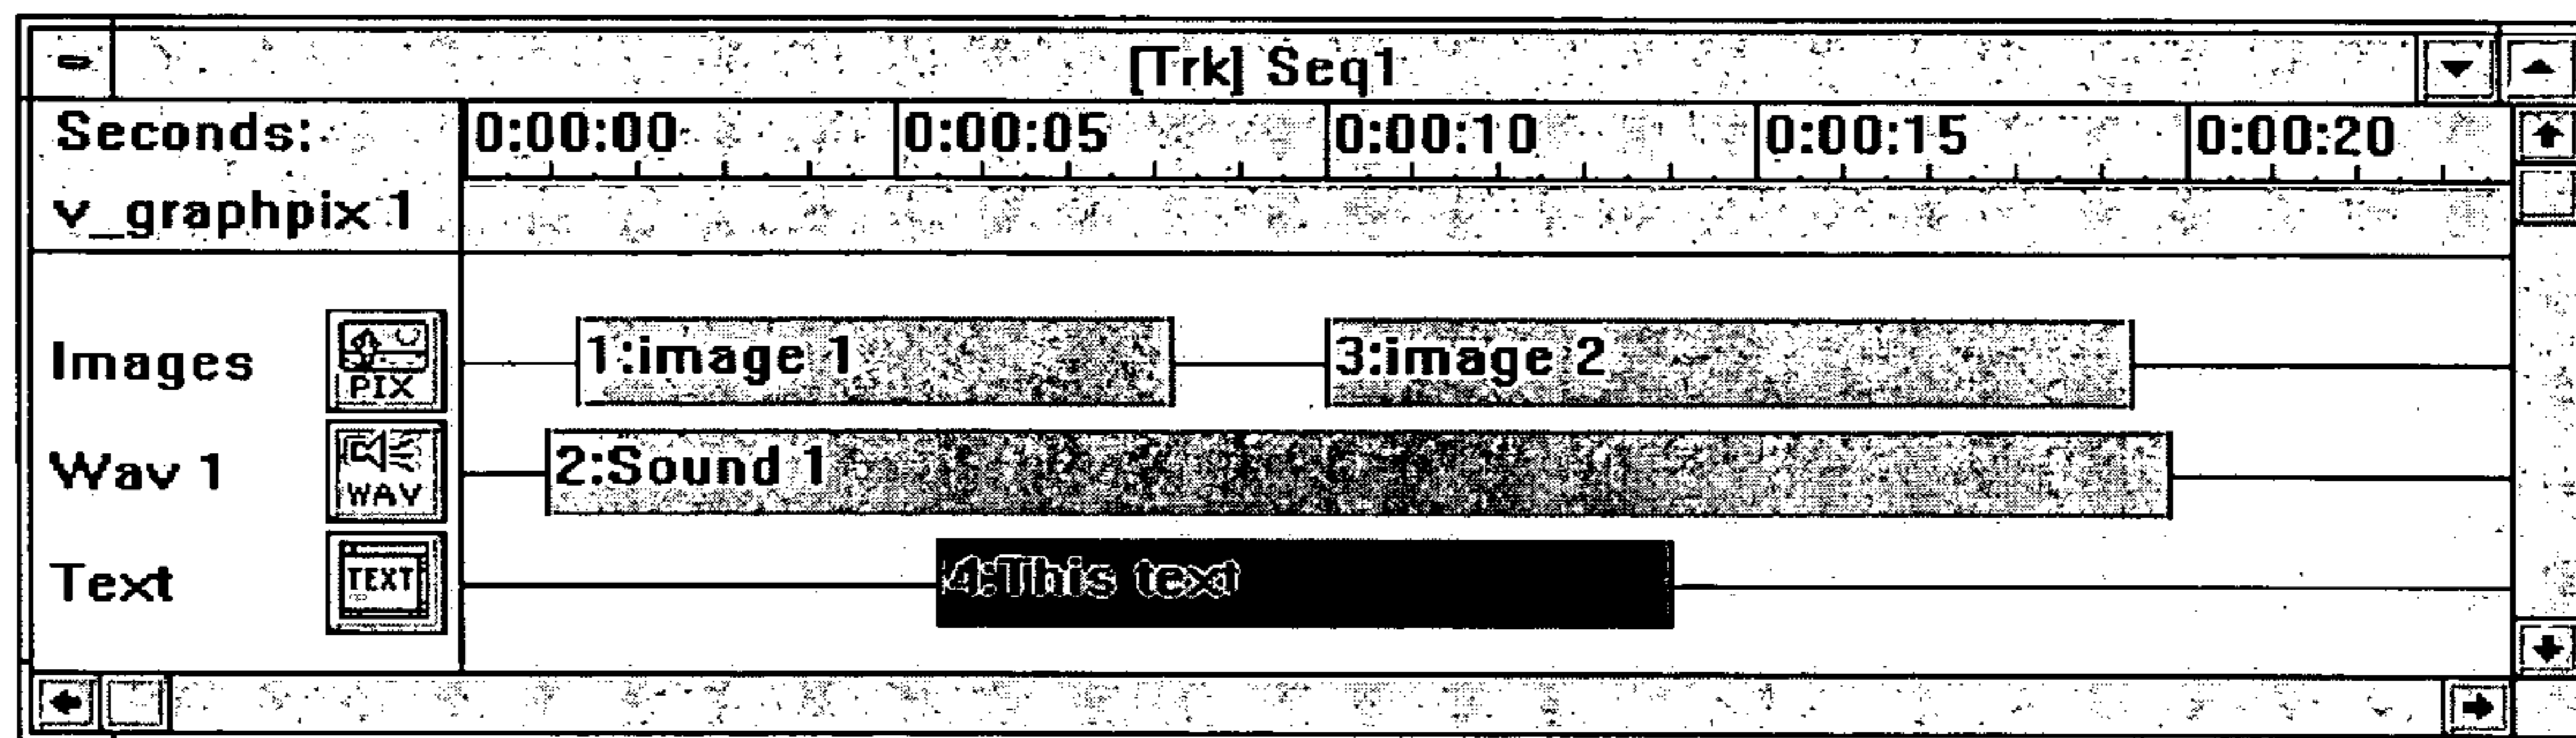 [Trk] Seq1
Seconds: 0:00:00 0:00:05 0:00:10 0:00:15 0:00:20
v_graphpix 1
Images PIX 1:image 1 3:image 2
Wav 1 WAV 2:Sound 1
Text TEXT 4:This text